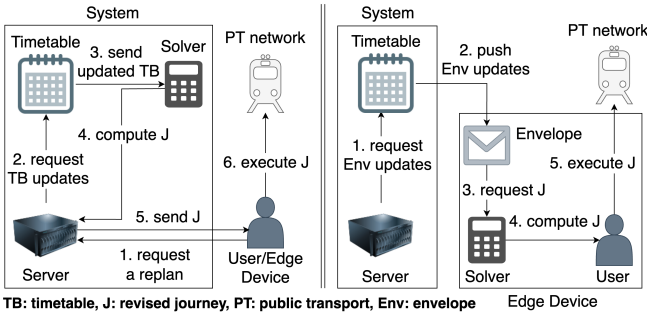 System
Timetable
Solver
3. send
updated TB
PT network
4. compute J
2. request
TB updates
6. execute J
5. send J
1. request
a replan
Server
User/Edge
Device
System
Timetable
PT network
2. push
Env updates
Envelope
1. request
Env updates
5. execute J
3. request J
4. compute J
Server
Solver
User
TB: timetable, J: revised journey, PT: public transport, Env: envelope
Edge Device